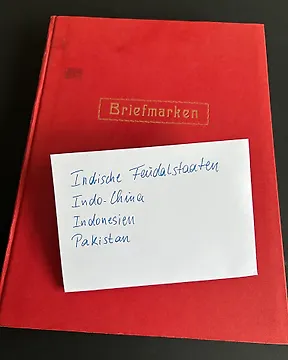 Briefmarken
Indische Feudalstaaten
Indo-China
Indonesien
Pakistan